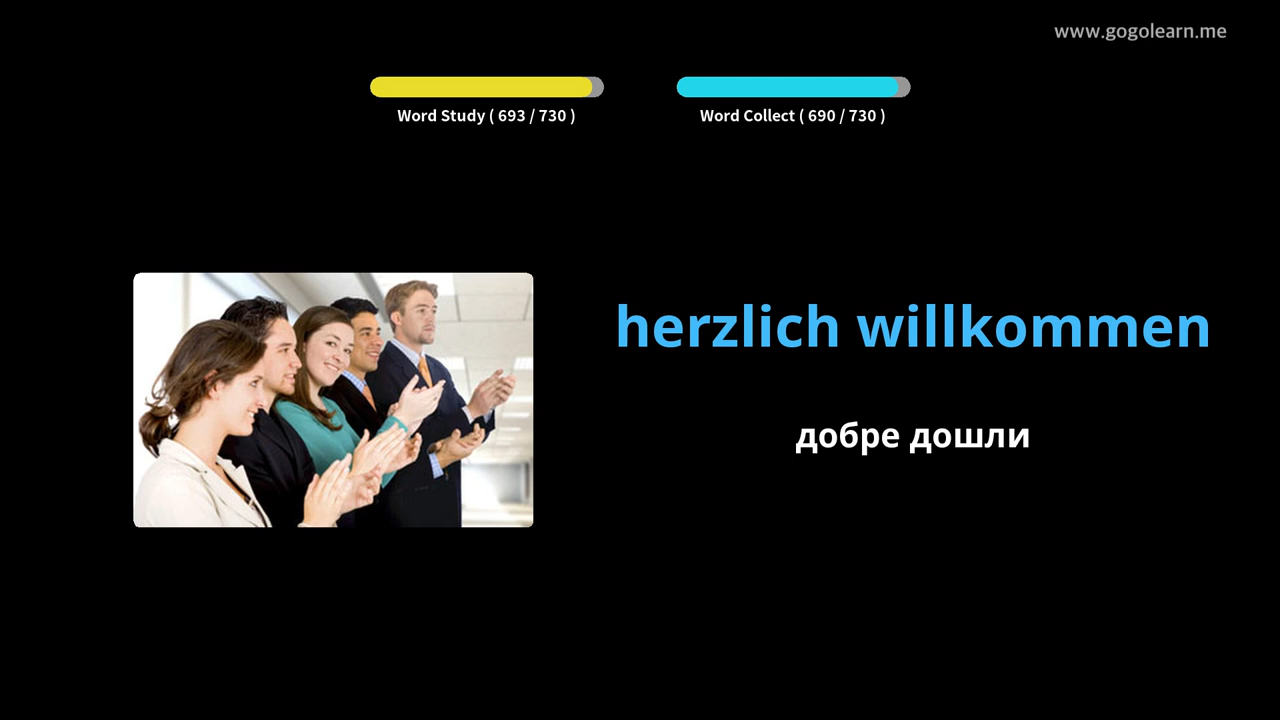 www.gogolearn.me
Word Study ( 693 / 730 )
Word Collect ( 690 / 730 )
herzlich willkommen
добре дошли